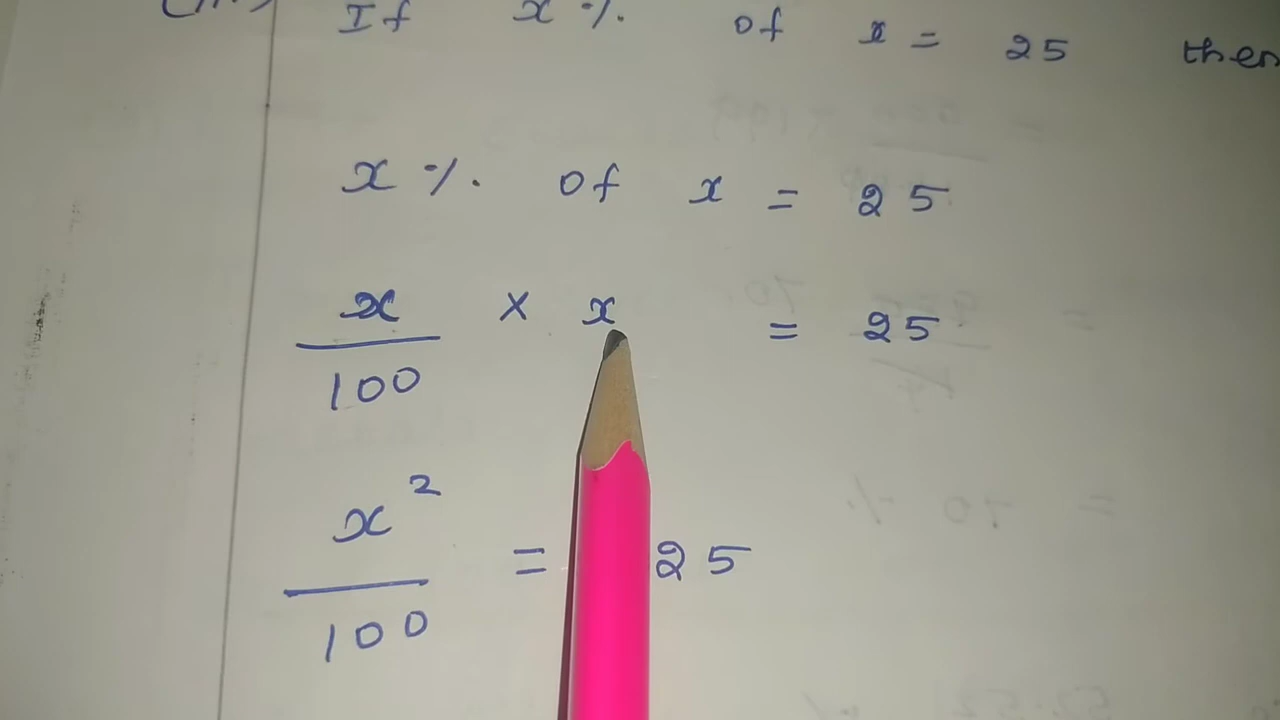 If x% of x = 25 then
x% of x = 25
x/100 × x = 25
x²/100 = 25